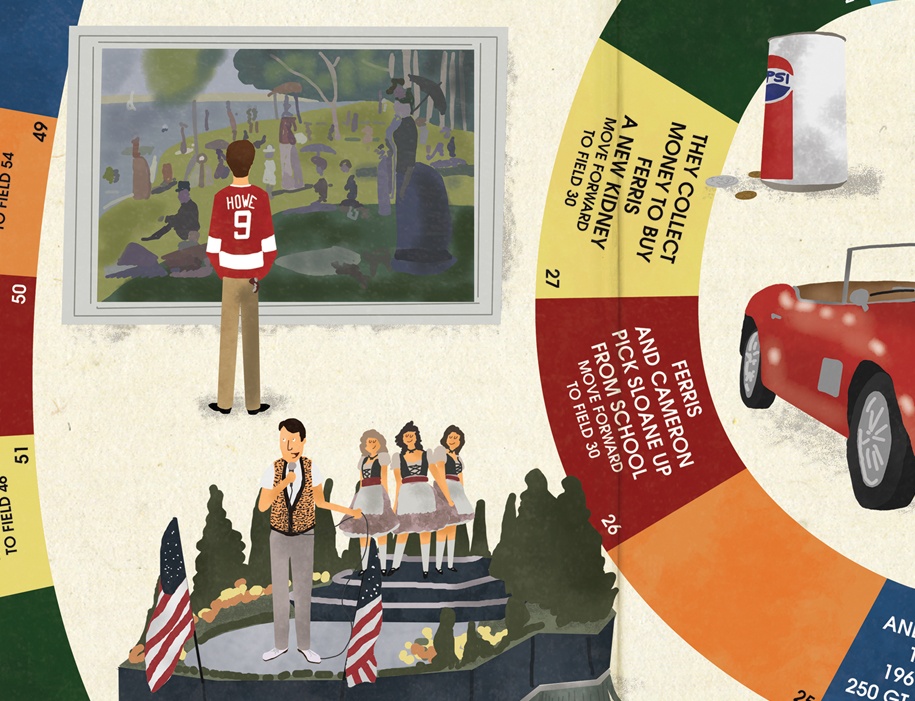 49
O FIELD 54
50
51
TO FIELD
HOWE
9
THEY COLLECT
MONEY TO BUY
FERRIS
A NEW KIDNEY
MOVE FORWARD
TO FIELD 30
27
FERRIS
AND CAMERON
PICK SLOANE UP
FROM SCHOOL
MOVE FORWARD
TO FIELD 30
26
25
PSI
AN
196
250 GT